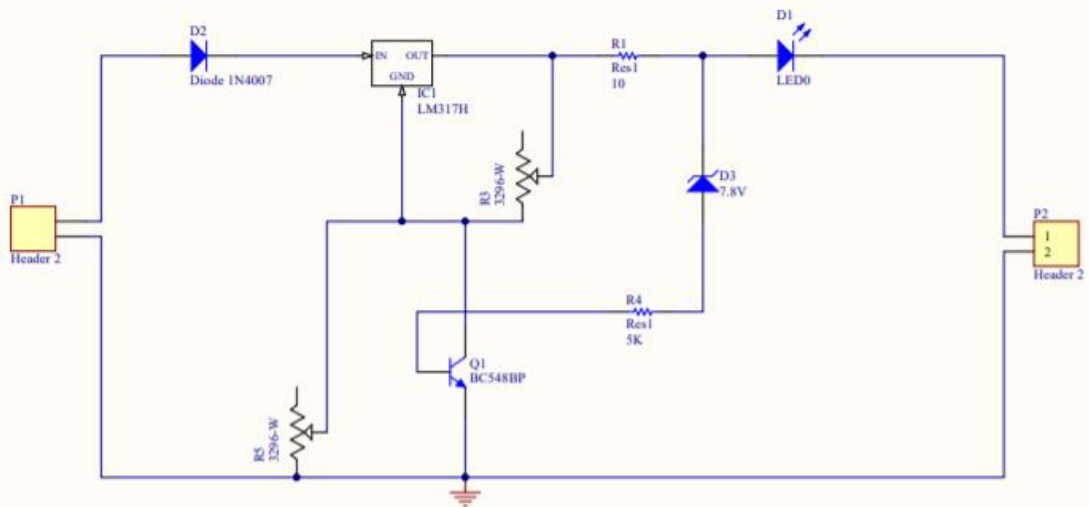 D1
D2
IN
OUT
GND
R1
Res1
10
Diode 1N4007
LED0
IC1
LM317H
R3
3296-W
D3
7.8V
P1
Header 2
P2
1
2
Header 2
R4
Res1
5K
Q1
BC548BP
R5
3296-W